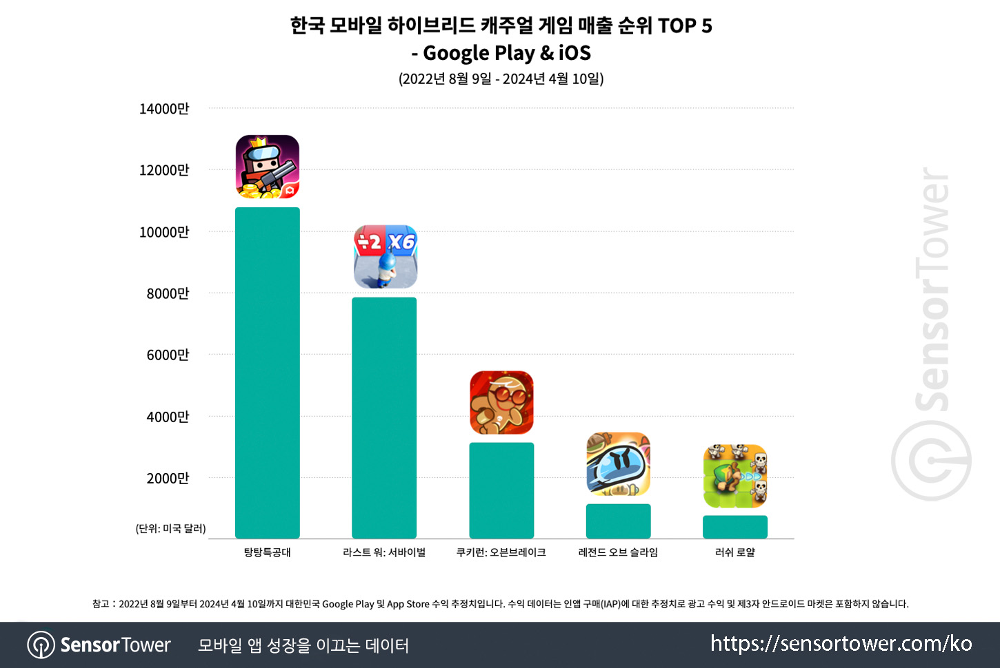 한국 모바일 하이브리드 캐주얼 게임 매출 순위 TOP 5
- Google Play & iOS
(2022년 8월 9일 - 2024년 4월 10일)
14000만
12000만
10000만
8000만
6000만
4000만
2000만
(단위: 미국 달러)
÷2 X6
탕탕특공대
라스트 워: 서바이벌
쿠키런: 오븐브레이크
레전드 오브 슬라임
러쉬 로얄
SensorTower
참고 : 2022년 8월 9일부터 2024년 4월 10일까지 대한민국 Google Play 및 App Store 수익 추정치입니다. 수익 데이터는 인앱 구매(IAP)에 대한 추정치로 광고 수익 및 제3자 안드로이드 마켓은 포함하지 않습니다.
SensorTower 모바일 앱 성장을 이끄는 데이터 https://sensortower.com/ko